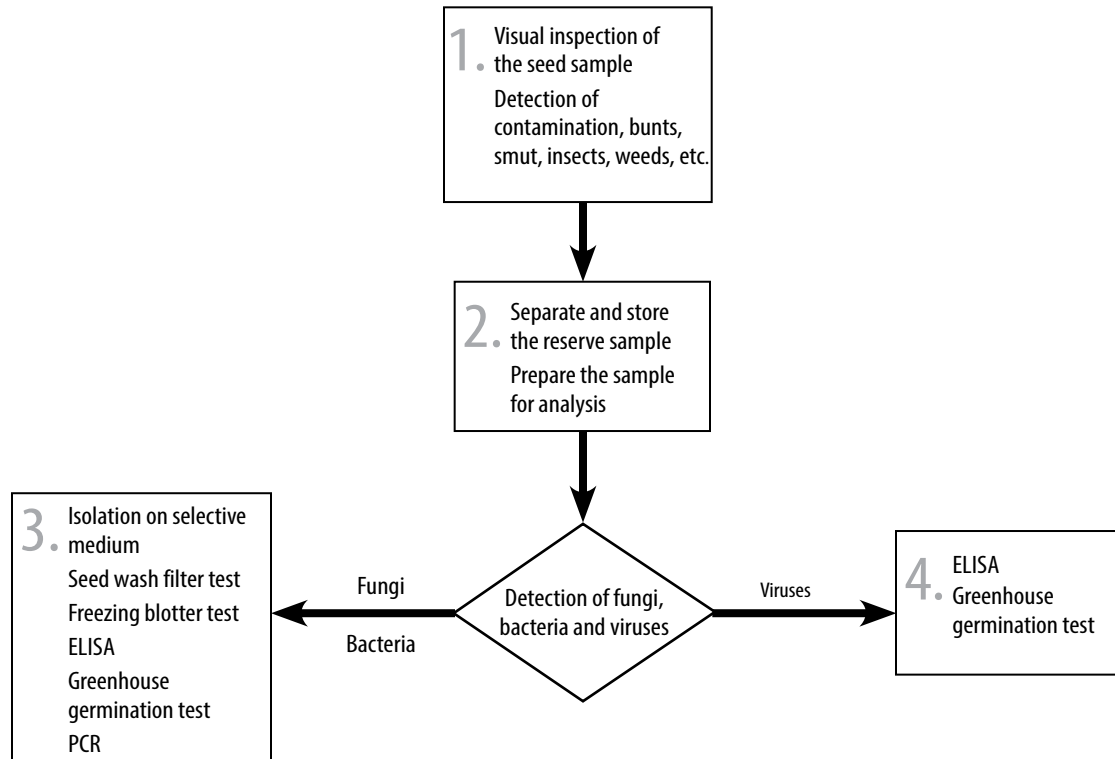 1.
Visual inspection of
the seed sample
Detection of
contamination, bunts,
smut, insects, weeds, etc.
2.
Separate and store
the reserve sample
Prepare the sample
for analysis
Detection of fungi,
bacteria and viruses
Fungi
Bacteria
Viruses
3.
Isolation on selective
medium
Seed wash filter test
Freezing blotter test
ELISA
Greenhouse
germination test
PCR
4.
ELISA
Greenhouse
germination test